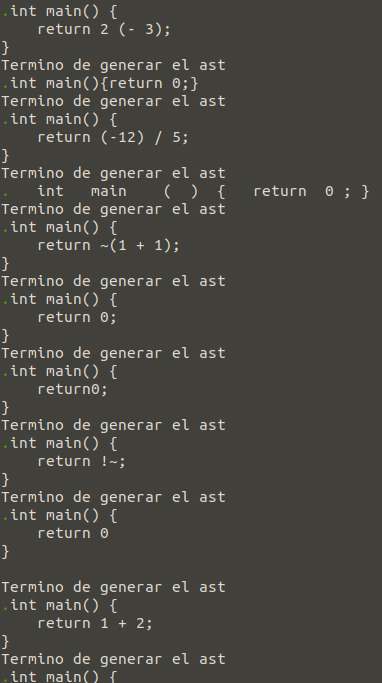 .int main() {
    return 2 (- 3);
}
Termino de generar el ast
.int main(){return 0;}
Termino de generar el ast
.int main() {
    return (-12) / 5;
}
Termino de generar el ast
.   int   main    (  )  {   return  0 ; }
Termino de generar el ast
.int main() {
    return ~(1 + 1);
}
Termino de generar el ast
.int main() {
    return 0;
}
Termino de generar el ast
.int main() {
    return0;
}
Termino de generar el ast
.int main() {
    return !~;
}
Termino de generar el ast
.int main() {
    return 0
}

Termino de generar el ast
.int main() {
    return 1 + 2;
}
Termino de generar el ast
.int main() {